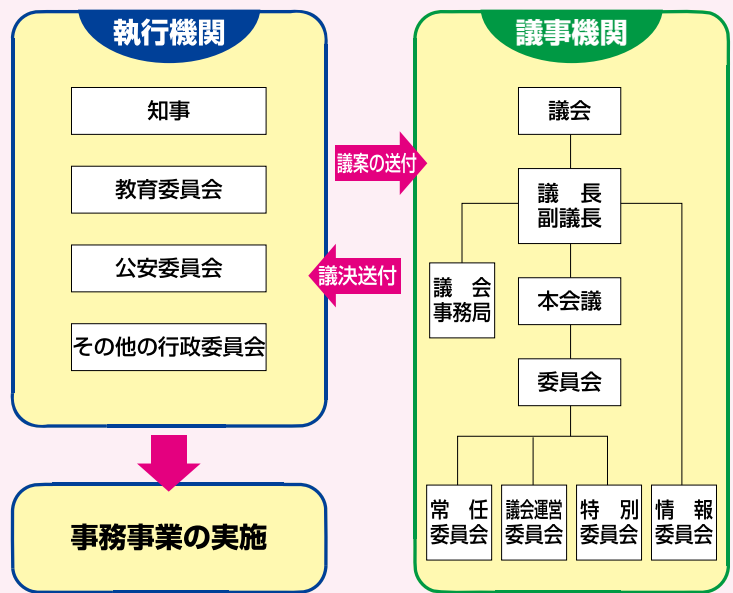 執行機関
知事
教育委員会
公安委員会
その他の行政委員会
事務事業の実施
議案の送付
議決送付
議事機関
議会
議　長
副議長
議　会
事務局
本会議
委員会
常　任
委員会
議会運営
委員会
特　別
委員会
情　報
委員会